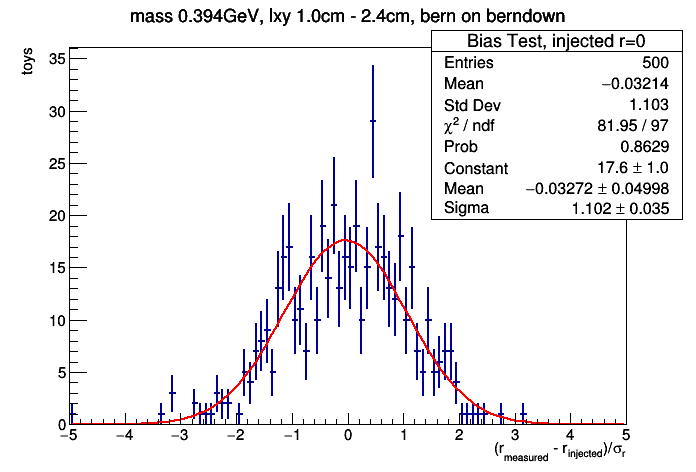 mass 0.394GeV, lxy 1.0cm - 2.4cm, bern on berndown
Bias Test, injected r=0
Entries 500
Mean −0.03214
Std Dev 1.103
χ² / ndf 81.95 / 97
Prob 0.8629
Constant 17.6 ± 1.0
Mean −0.03272 ± 0.04998
Sigma 1.102 ± 0.035
toys
35
30
25
20
15
10
5
0
−5 −4 −3 −2 −1 0 1 2 3 4 5
(r_measured - r_injected)/σ_r